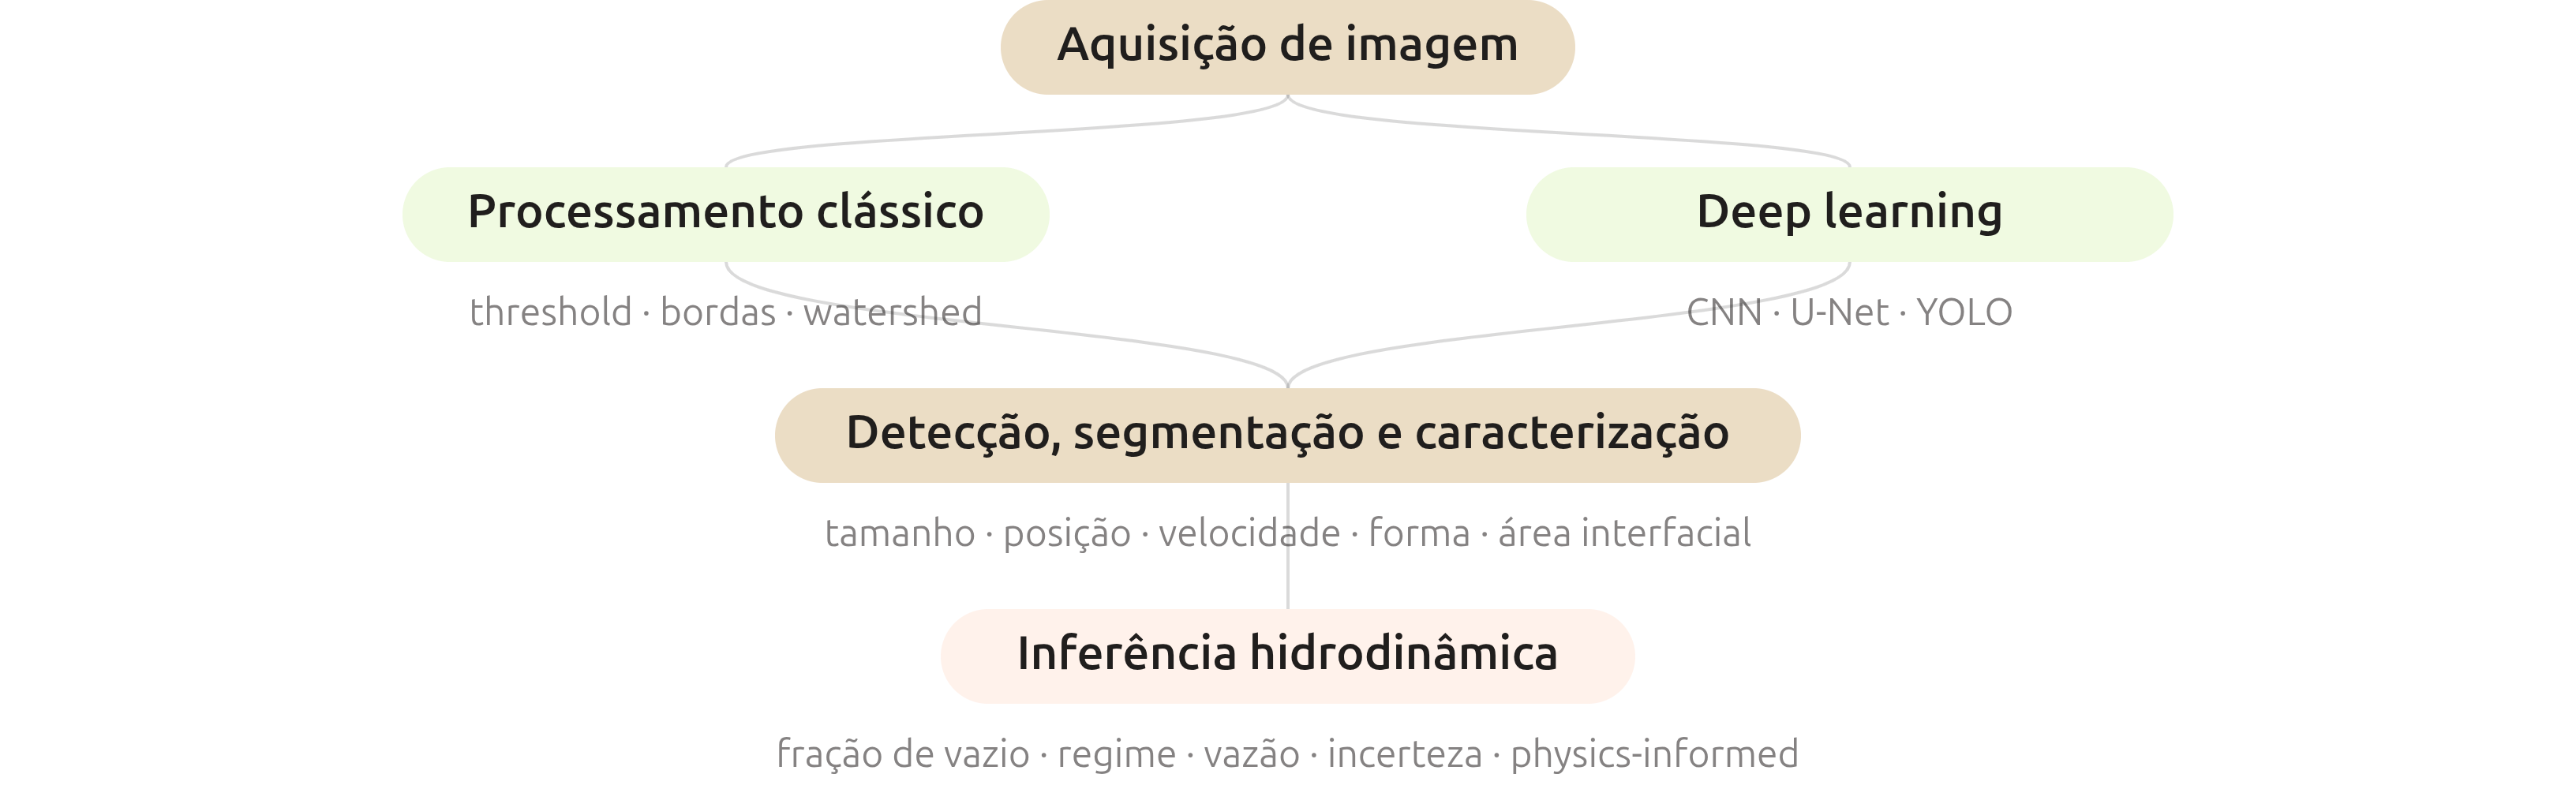 Aquisição de imagem
Processamento clássico
Deep learning
threshold · bordas · watershed
CNN · U-Net · YOLO
Detecção, segmentação e caracterização
tamanho · posição · velocidade · forma · área interfacial
Inferência hidrodinâmica
fração de vazio · regime · vazão · incerteza · physics-informed